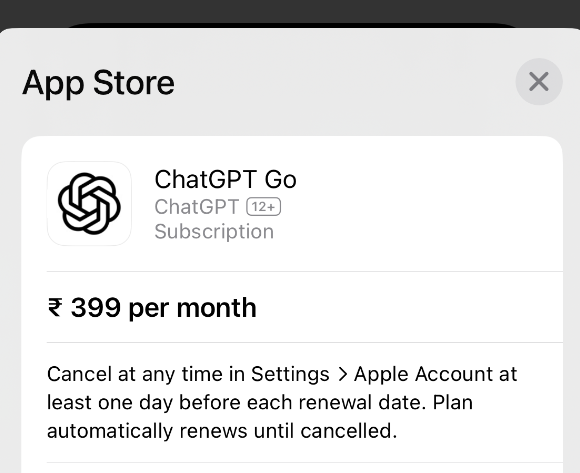 App Store
ChatGPT Go
ChatGPT 12+
Subscription
₹ 399 per month
Cancel at any time in Settings > Apple Account at
least one day before each renewal date. Plan
automatically renews until cancelled.